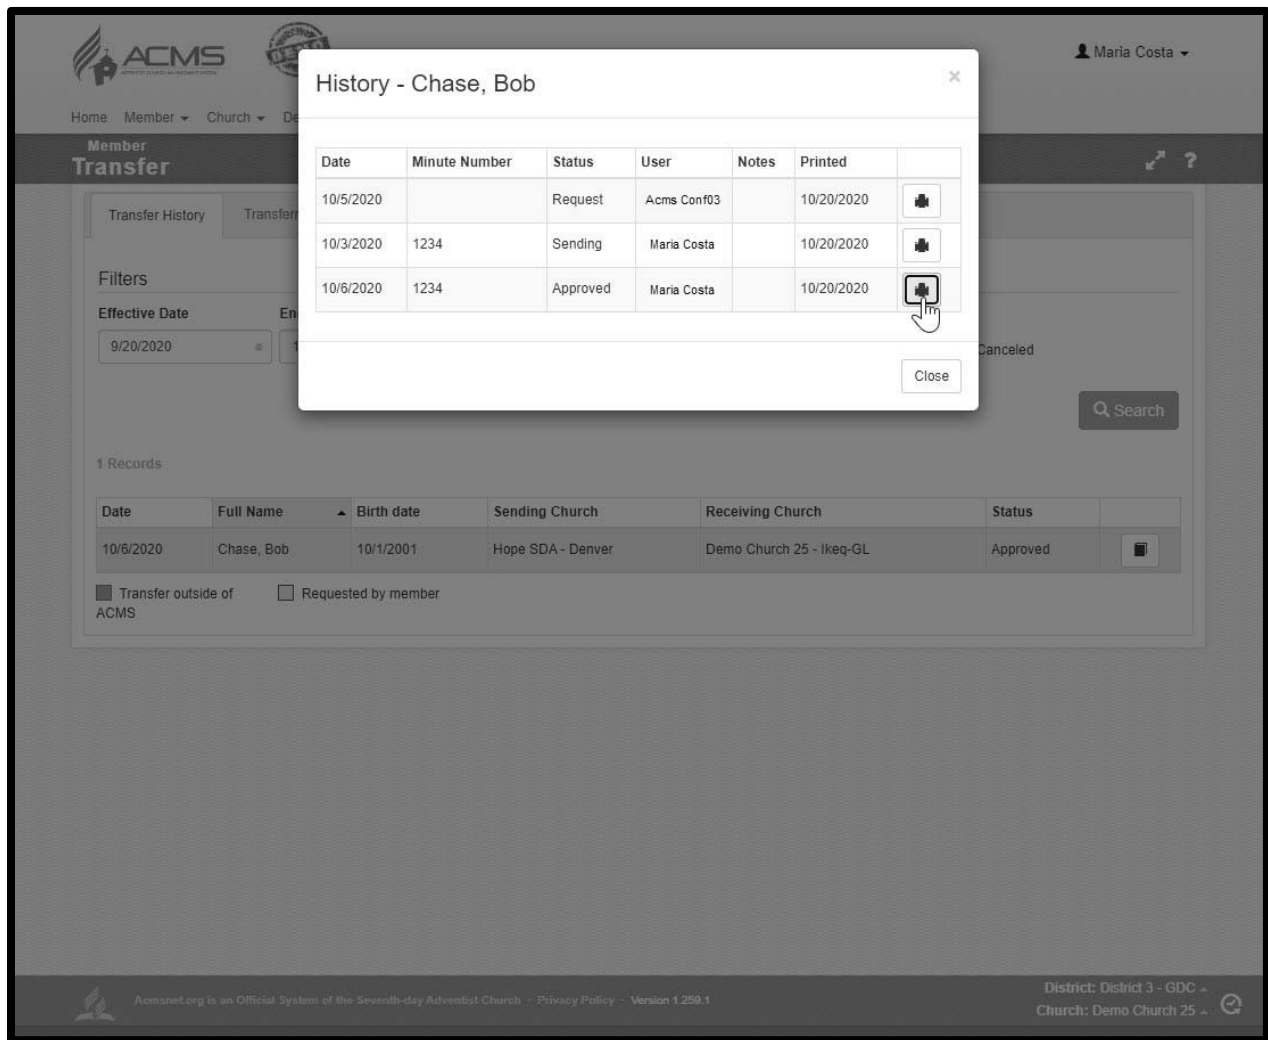 ACMS
Maria Costa
Home Member Church De
Member
Transfer
?
History - Chase, Bob
×
Date Minute Number Status User Notes Printed
10/5/2020 Request Acms Conf03 10/20/2020
10/3/2020 1234 Sending Maria Costa 10/20/2020
10/6/2020 1234 Approved Maria Costa 10/20/2020
Close
Transfer History Transfer
Filters
Effective Date En
9/20/2020 1
Canceled
Search
1 Records
Date Full Name Birth date Sending Church Receiving Church Status
10/6/2020 Chase, Bob 10/1/2001 Hope SDA - Denver Demo Church 25 - Ikeq-GL Approved
Transfer outside of
ACMS
Requested by member
Acmsnet.org is an Official System of the Seventh-day Adventist Church - Privacy Policy - Version 1.259.1
District: District 3 - GDC
Church: Demo Church 25